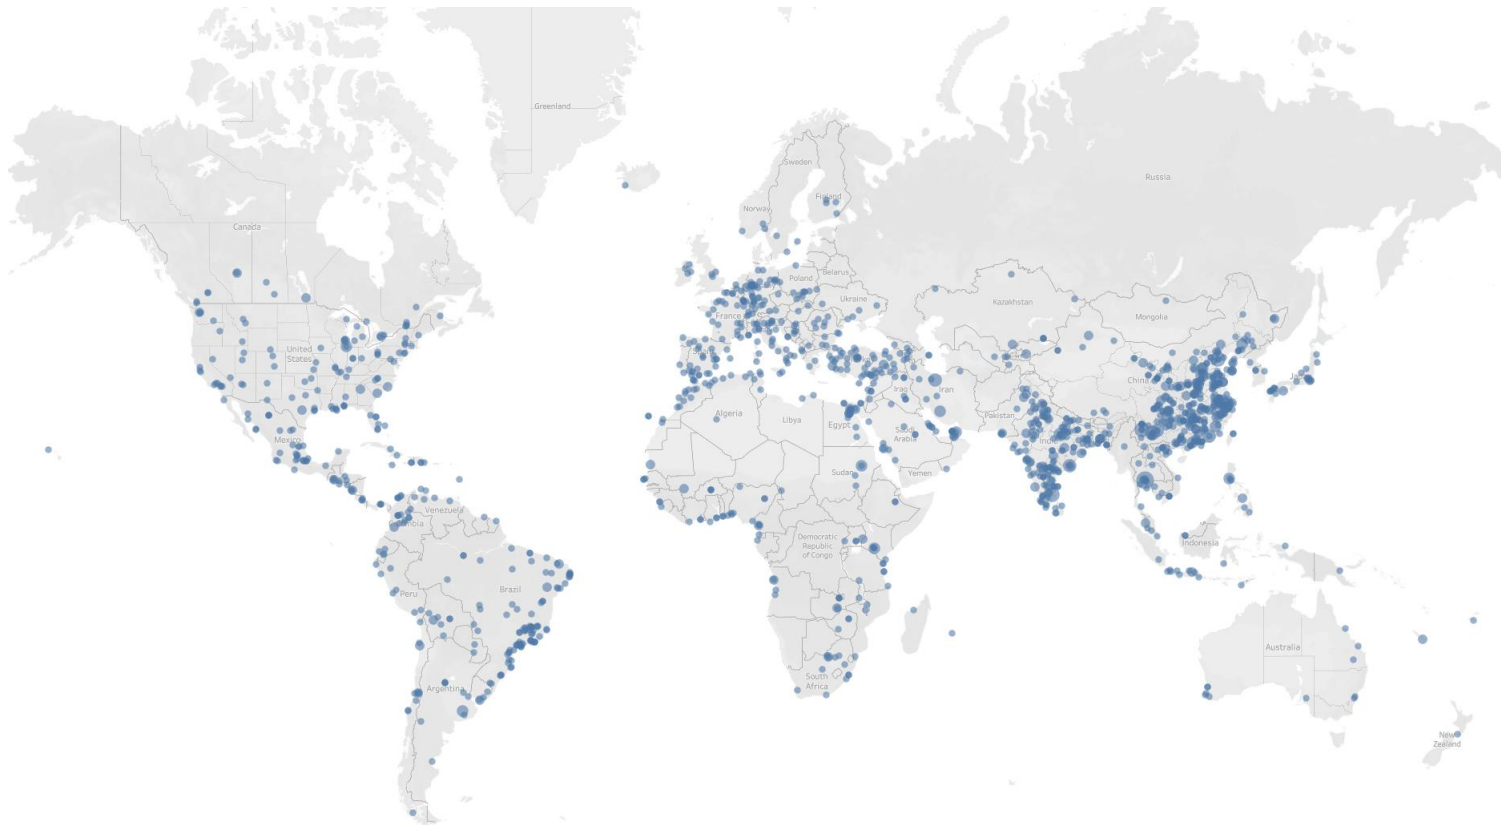 Greenland
Sweden
Finland
Norway
Russia
Canada
Poland
Belarus
Ukraine
Kazakhstan
Mongolia
France
United
States
China
Iraq
Iran
Algeria
Libya
Egypt
Saudi
Arabia
Pakistan
Mexico
Sudan
Yemen
Venezuela
Democratic
Republic
of Congo
Indonesia
Peru
Brazil
Australia
South
Africa
Argentina
New
Zealand